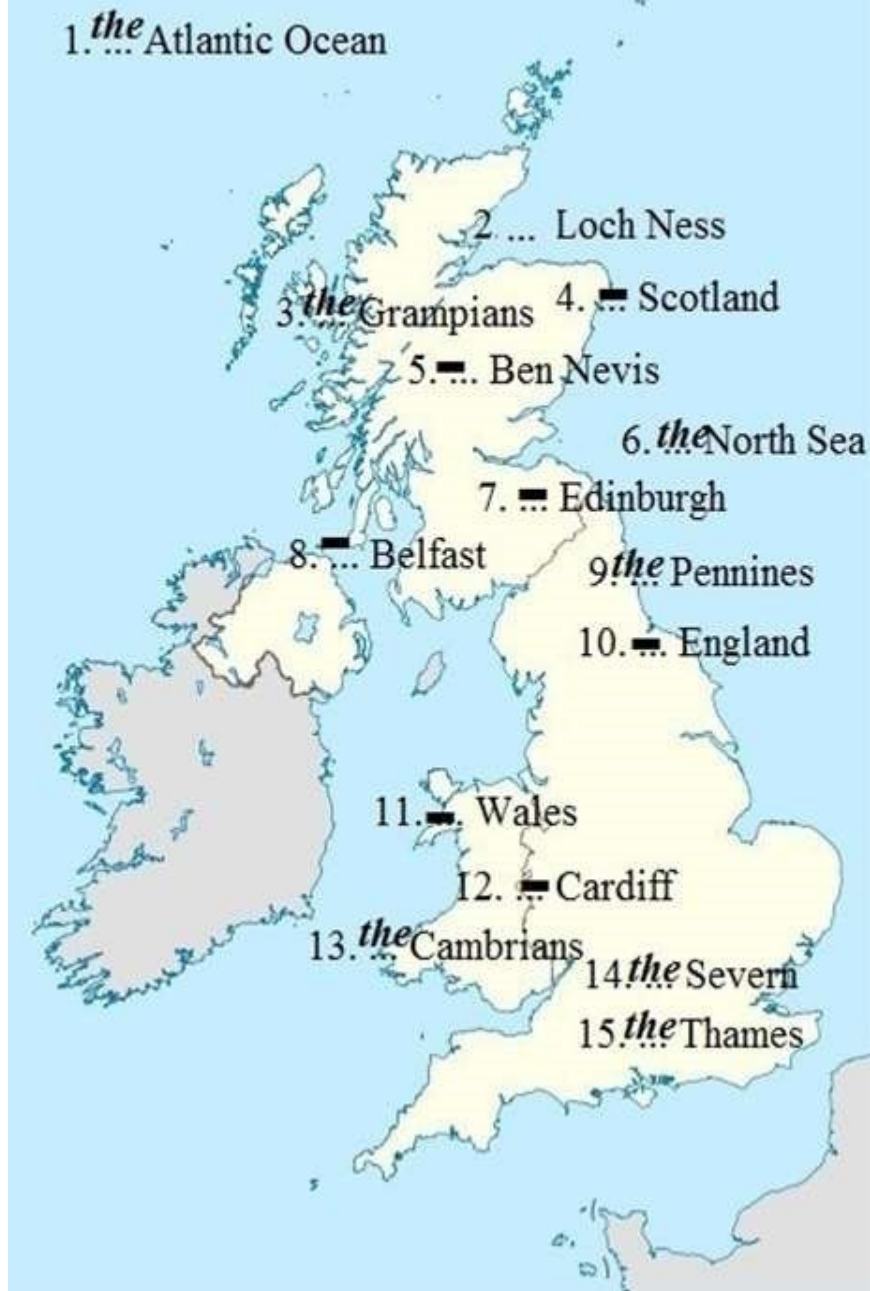 1. the ... Atlantic Ocean
2 ... Loch Ness
3. the ... Grampians
4. – ... Scotland
5. – ... Ben Nevis
6. the ... North Sea
7. – ... Edinburgh
8. – ... Belfast
9. the ... Pennines
10. – ... England
11. – ... Wales
12. – ... Cardiff
13. the ... Cambrians
14. the ... Severn
15. the ... Thames